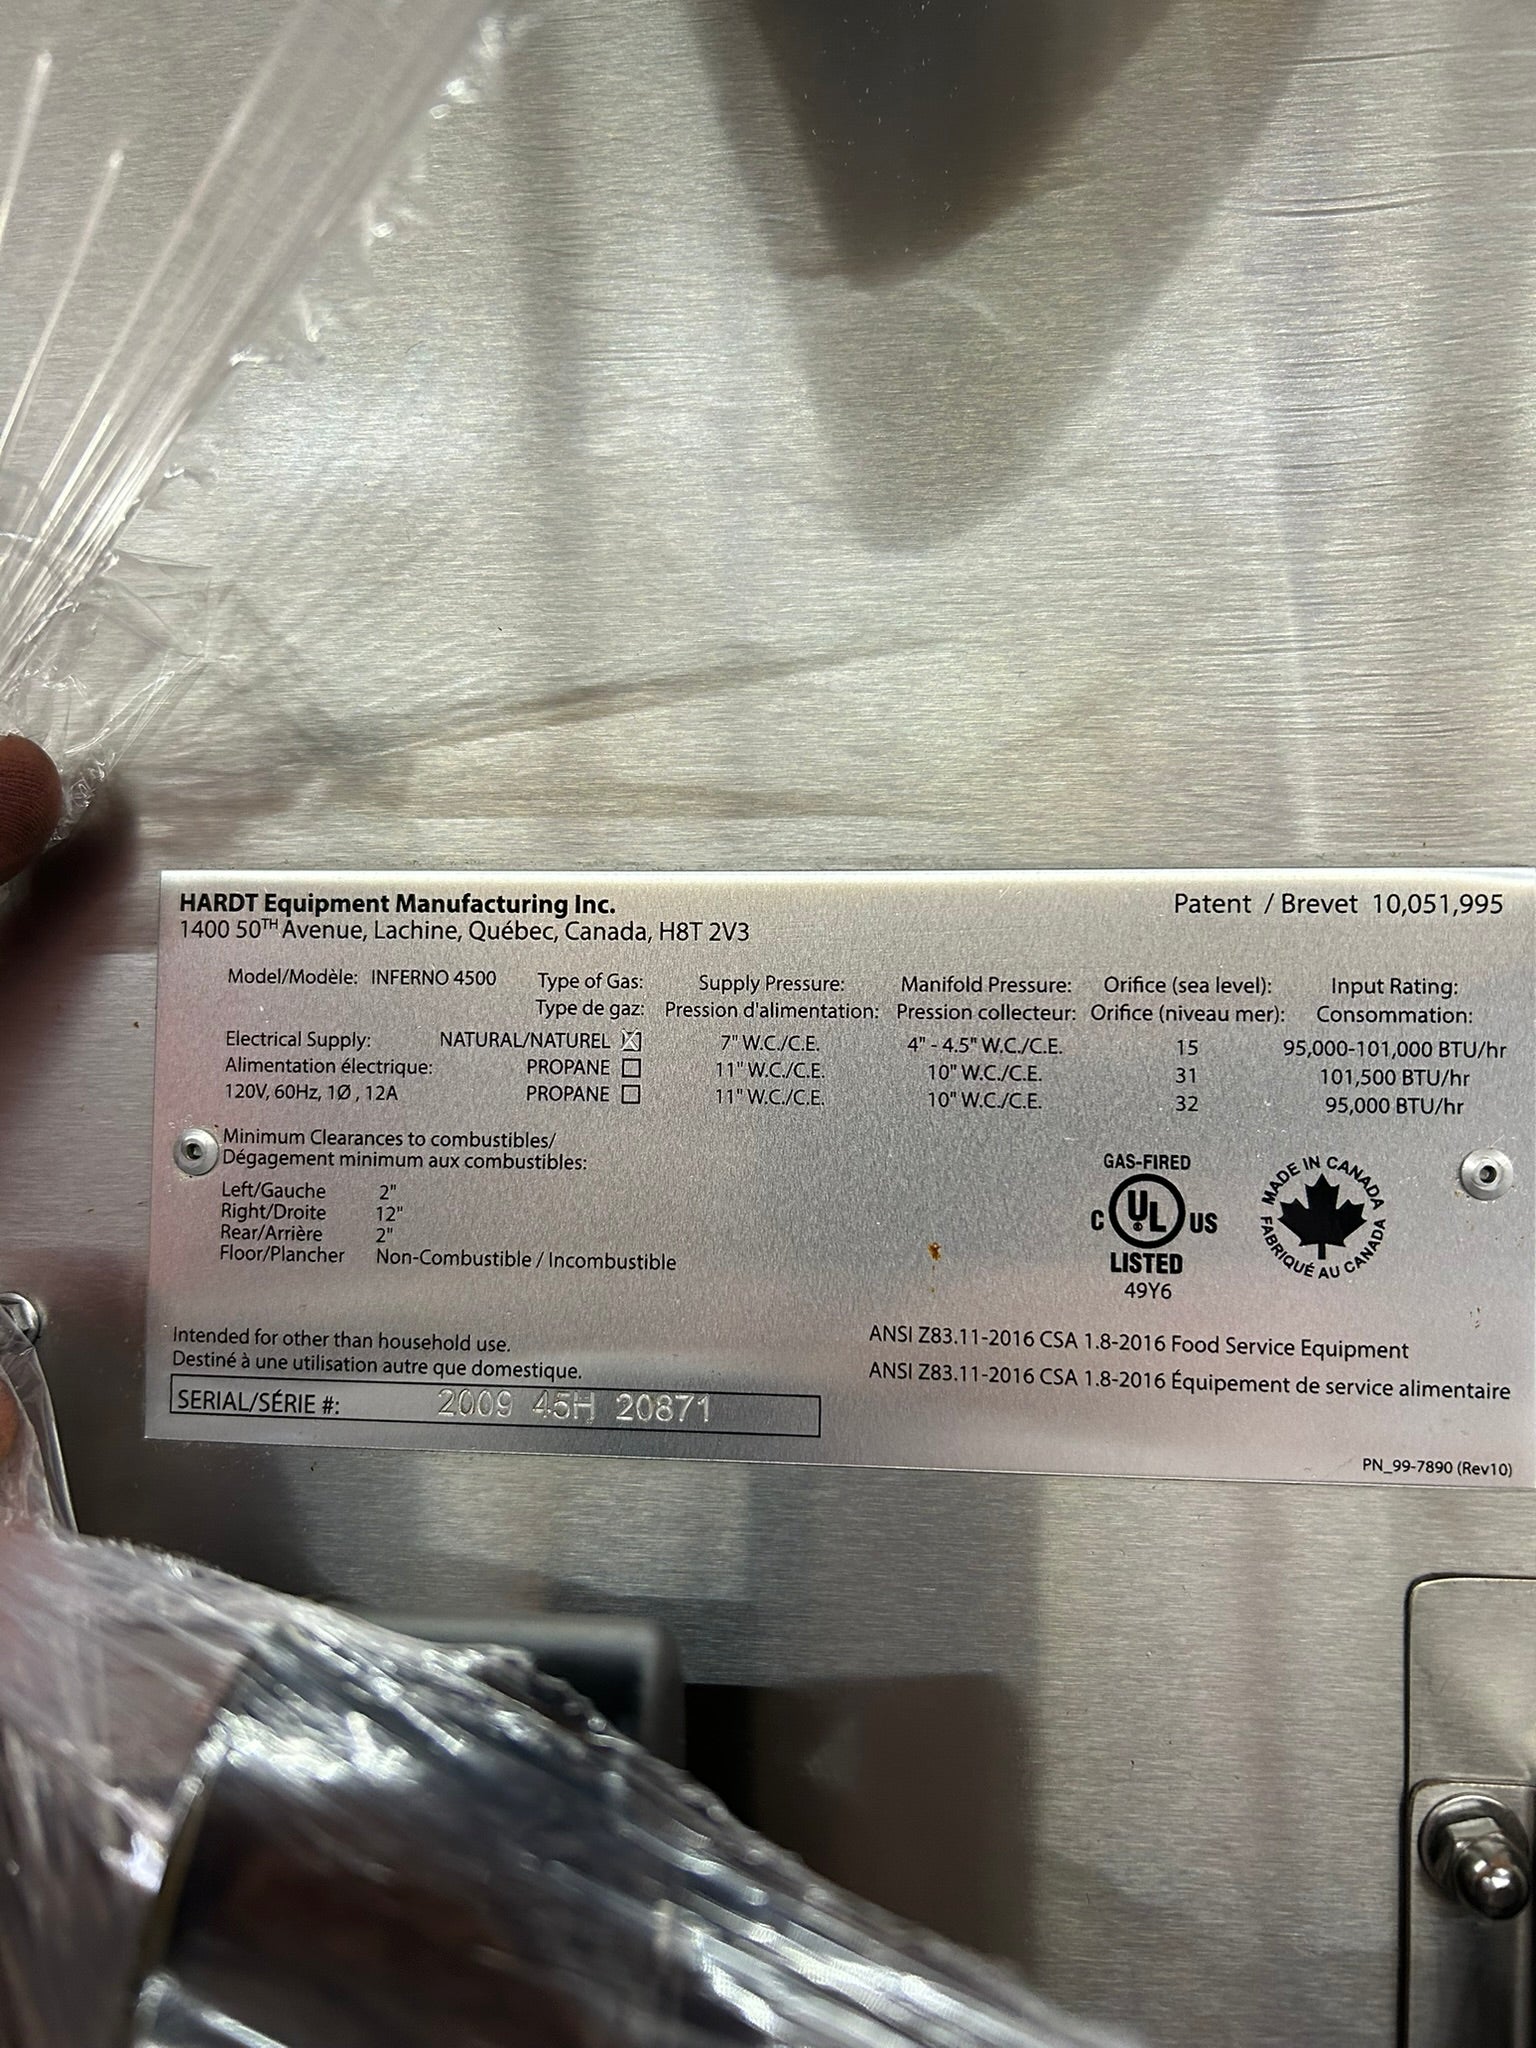 HARDT Equipment Manufacturing Inc.
1400 50TH Avenue, Lachine, Québec, Canada, H8T 2V3
Patent / Brevet 10,051,995
Model/Modèle: INFERNO 4500
Type of Gas: Supply Pressure: Manifold Pressure: Orifice (sea level): Input Rating:
Type de gaz: Pression d'alimentation: Pression collecteur: Orifice (niveau mer): Consommation:
Electrical Supply: NATURAL/NATUREL ☒ 7" W.C./C.E. 4" - 4.5" W.C./C.E. 15 95,000-101,000 BTU/hr
Alimentation électrique: PROPANE ☐ 11" W.C./C.E. 10" W.C./C.E. 31 101,500 BTU/hr
120V, 60Hz, 1Ø , 12A PROPANE ☐ 11" W.C./C.E. 10" W.C./C.E. 32 95,000 BTU/hr
Minimum Clearances to combustibles/
Dégagement minimum aux combustibles:
Left/Gauche 2"
Right/Droite 12"
Rear/Arrière 2"
Floor/Plancher Non-Combustible / Incombustible
GAS-FIRED
C UL US
LISTED
49Y6
MADE IN CANADA
FABRIQUÉ AU CANADA
Intended for other than household use.
Destiné à une utilisation autre que domestique.
SERIAL/SÉRIE #: 2009 45H 20871
ANSI Z83.11-2016 CSA 1.8-2016 Food Service Equipment
ANSI Z83.11-2016 CSA 1.8-2016 Équipement de service alimentaire
PN_99-7890 (Rev10)